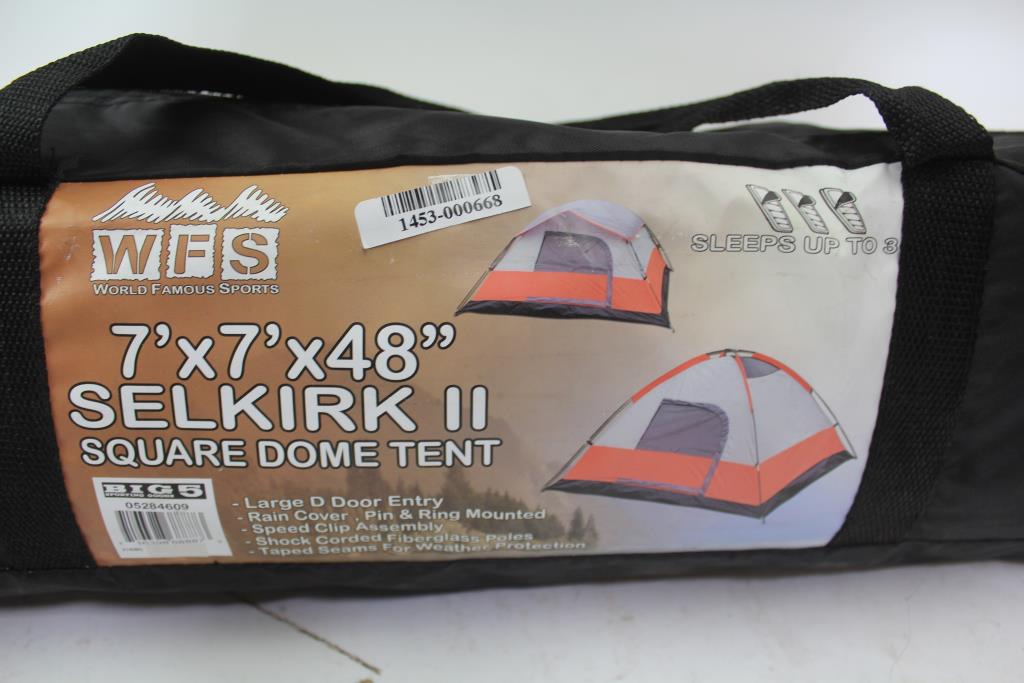 WFS
WORLD FAMOUS SPORTS
1453-000668
SLEEPS UP TO 3
7'x7'x48”
SELKIRK II
SQUARE DOME TENT
BIG 5
SPORTING GOODS
05284609
- Large D Door Entry
- Rain Cover, Pin & Ring Mounted
- Speed Clip Assembly
- Shock Corded Fiberglass Poles
- Taped Seams For Weather Protection